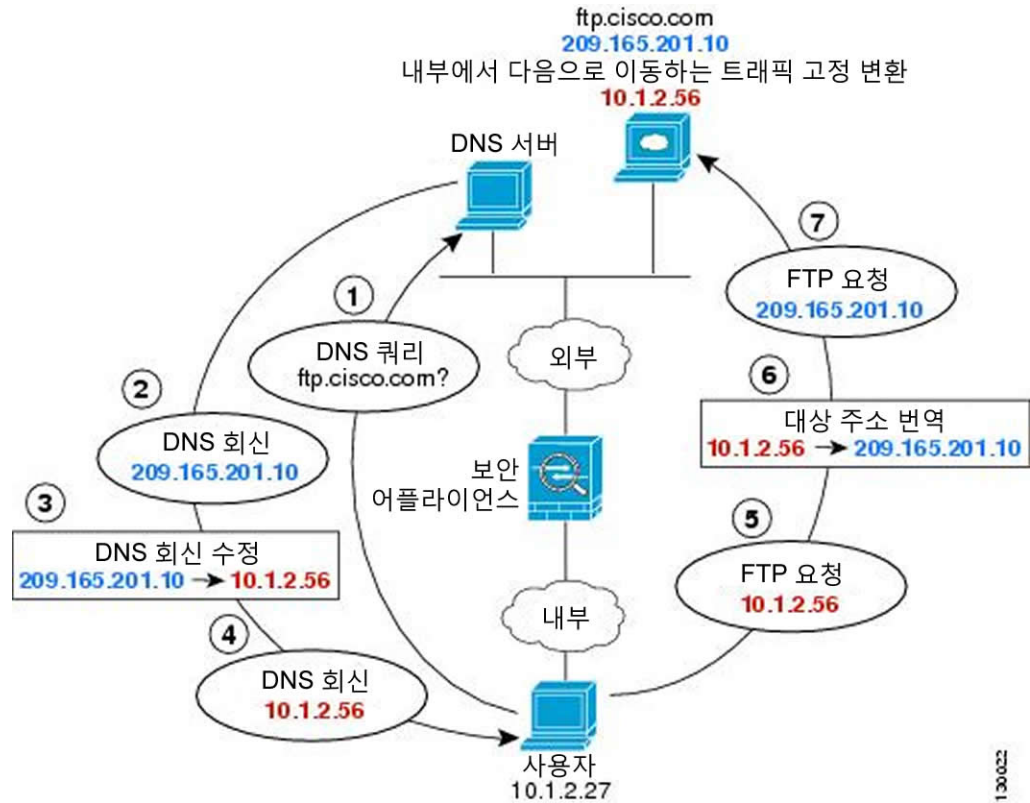 ftp.cisco.com
209.165.201.10
내부에서 다음으로 이동하는 트래픽 고정 변환
10.1.2.56
DNS 서버
7
FTP 요청
209.165.201.10
1
DNS 쿼리
ftp.cisco.com?
외부
6
대상 주소 번역
10.1.2.56 → 209.165.201.10
2
DNS 회신
209.165.201.10
보안
어플라이언스
3
DNS 회신 수정
209.165.201.10 → 10.1.2.56
5
FTP 요청
10.1.2.56
내부
4
DNS 회신
10.1.2.56
사용자
10.1.2.27
130022